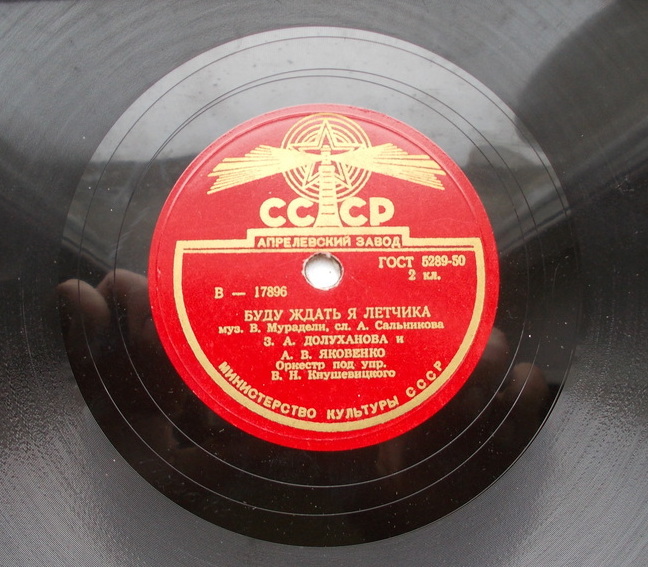 СССР
АПРЕЛЕВСКИЙ ЗАВОД
ГОСТ 5289-50
2 кл.
В — 17896
БУДУ ЖДАТЬ Я ЛЕТЧИКА
муз. В. Мурадели, сл. А. Сальникова
З. А. ДОЛУХАНОВА и
А. В. ЯКОВЕНКО
Оркестр под упр.
В. Н. Кнушевицкого
МИНИСТЕРСТВО КУЛЬТУРЫ СССР